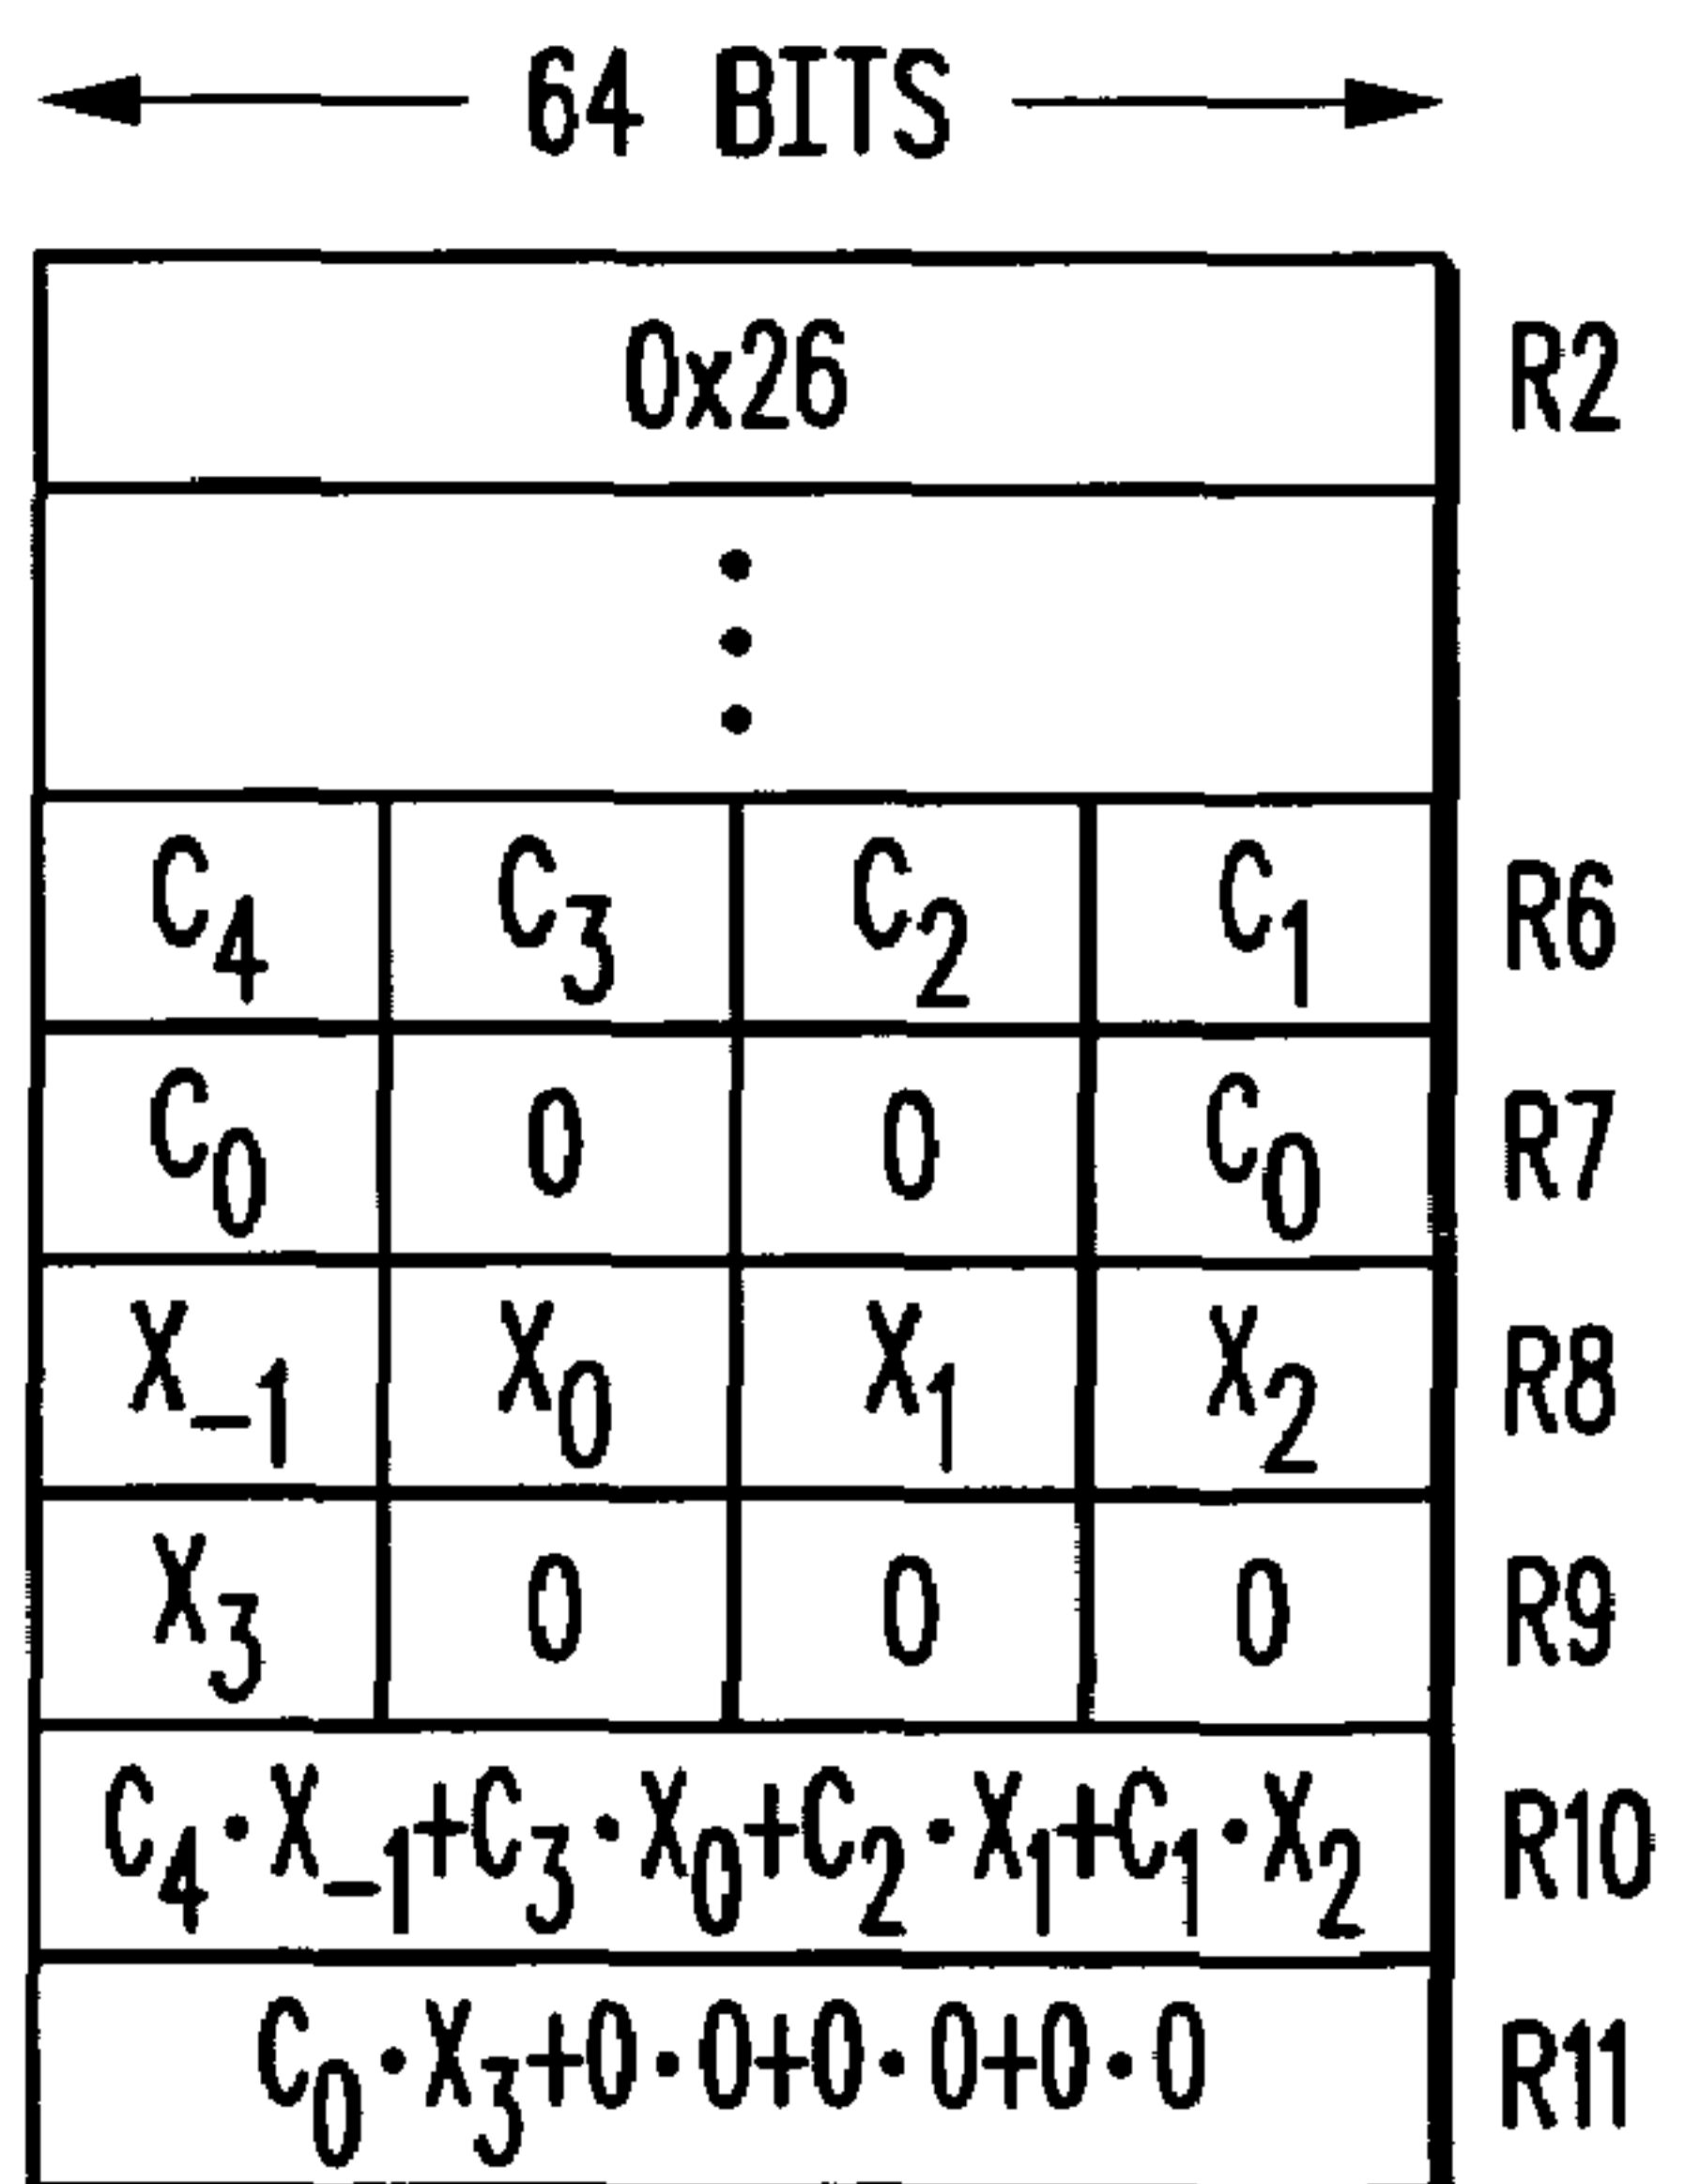 64 BITS
0x26 R2
C4 C3 C2 C1 R6
C0 0 0 C0 R7
X-1 X0 X1 X2 R8
X3 0 0 0 R9
C4·X-1+C3·X0+C2·X1+C1·X2 R10
C0·X3+0·0+0·0+0·0 R11